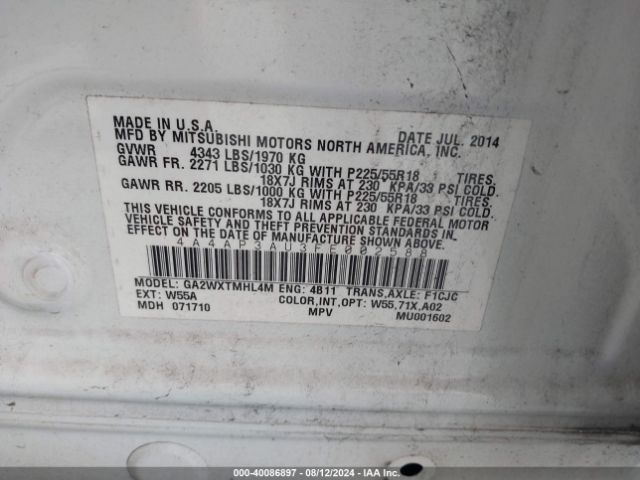 MADE IN U.S.A. DATE JUL. 2014
MFD BY MITSUBISHI MOTORS NORTH AMERICA, INC.
GVWR 4343 LBS/1970 KG
GAWR FR. 2271 LBS/1030 KG WITH P225/55R18 TIRES,
18X7J RIMS AT 230 KPA/33 PSI COLD.
GAWR RR. 2205 LBS/1000 KG WITH P225/55R18 TIRES,
18X7J RIMS AT 230 KPA/33 PSI COLD.
THIS VEHICLE CONFORMS TO ALL APPLICABLE FEDERAL MOTOR
VEHICLE SAFETY AND THEFT PREVENTION STANDARDS IN
EFFECT ON THE DATE OF MANUFACTURE SHOWN ABOVE.
4A4AP3AU3FE002588
MODEL: GA2WXTMHL4M ENG: 4B11 TRANS,AXLE: F1CJC
EXT: W55A COLOR,INT,OPT: W55,71X,A02
MDH 071710 MPV MU001602
000-40086897 - 08/12/2024 - IAA Inc.